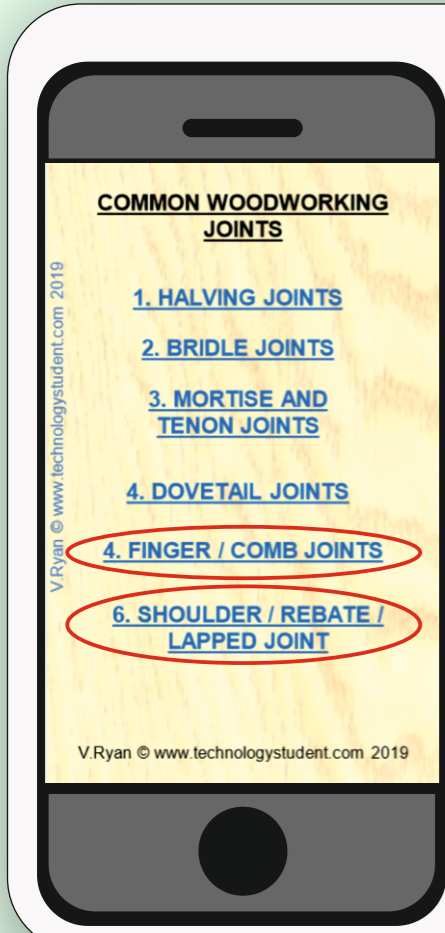 COMMON WOODWORKING
JOINTS
1. HALVING JOINTS
2. BRIDLE JOINTS
3. MORTISE AND
TENON JOINTS
4. DOVETAIL JOINTS
4. FINGER / COMB JOINTS
6. SHOULDER / REBATE /
LAPPED JOINT
V.Ryan © www.technologystudent.com 2019
V.Ryan © www.technologystudent.com 2019